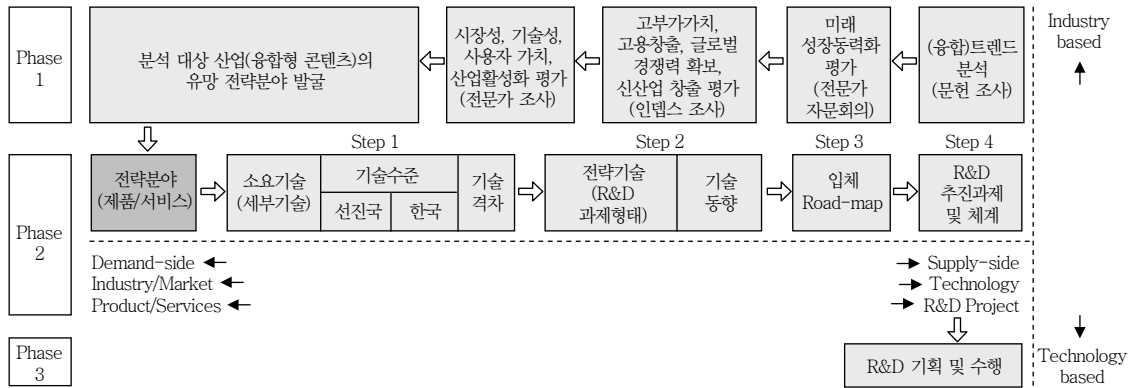 Phase
1
분석 대상 산업(융합형 콘텐츠)의
유망 전략분야 발굴
시장성, 기술성,
사용자 가치,
산업활성화 평가
(전문가 조사)
고부가가치,
고용창출, 글로벌
경쟁력 확보,
신산업 창출 평가
(인뎁스 조사)
미래
성장동력화
평가
(전문가
자문회의)
(융합)트렌드
분석
(문헌 조사)
Industry
based
Step 1
Step 2
Step 3
Step 4
Phase
2
전략분야
(제품/서비스)
소요기술
(세부기술)
기술수준
선진국
한국
기술
격차
전략기술
(R&D
과제형태)
기술
동향
입체
Road-map
R&D
추진과제
및 체계
Demand-side
Industry/Market
Product/Services
Supply-side
Technology
R&D Project
Phase
3
R&D 기획 및 수행
Technology
based